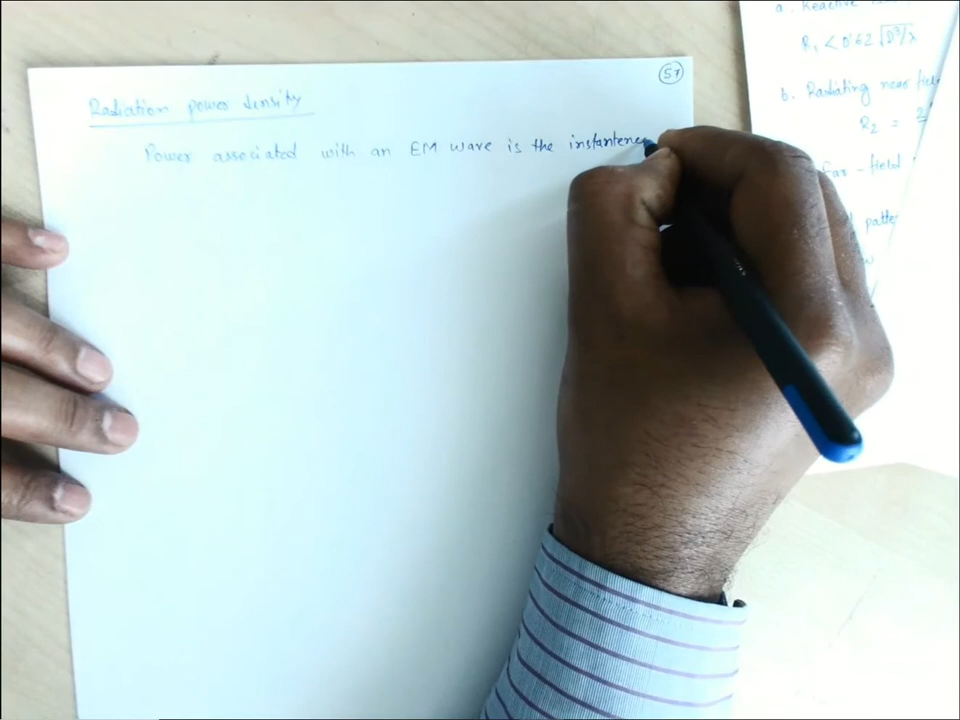 57
Radiation power density
Power associated with an EM wave is the instantene
a. Reactive
R₁ < 0.62 √D³/λ
b. Radiating near field
R₂ =
Far - field
patte